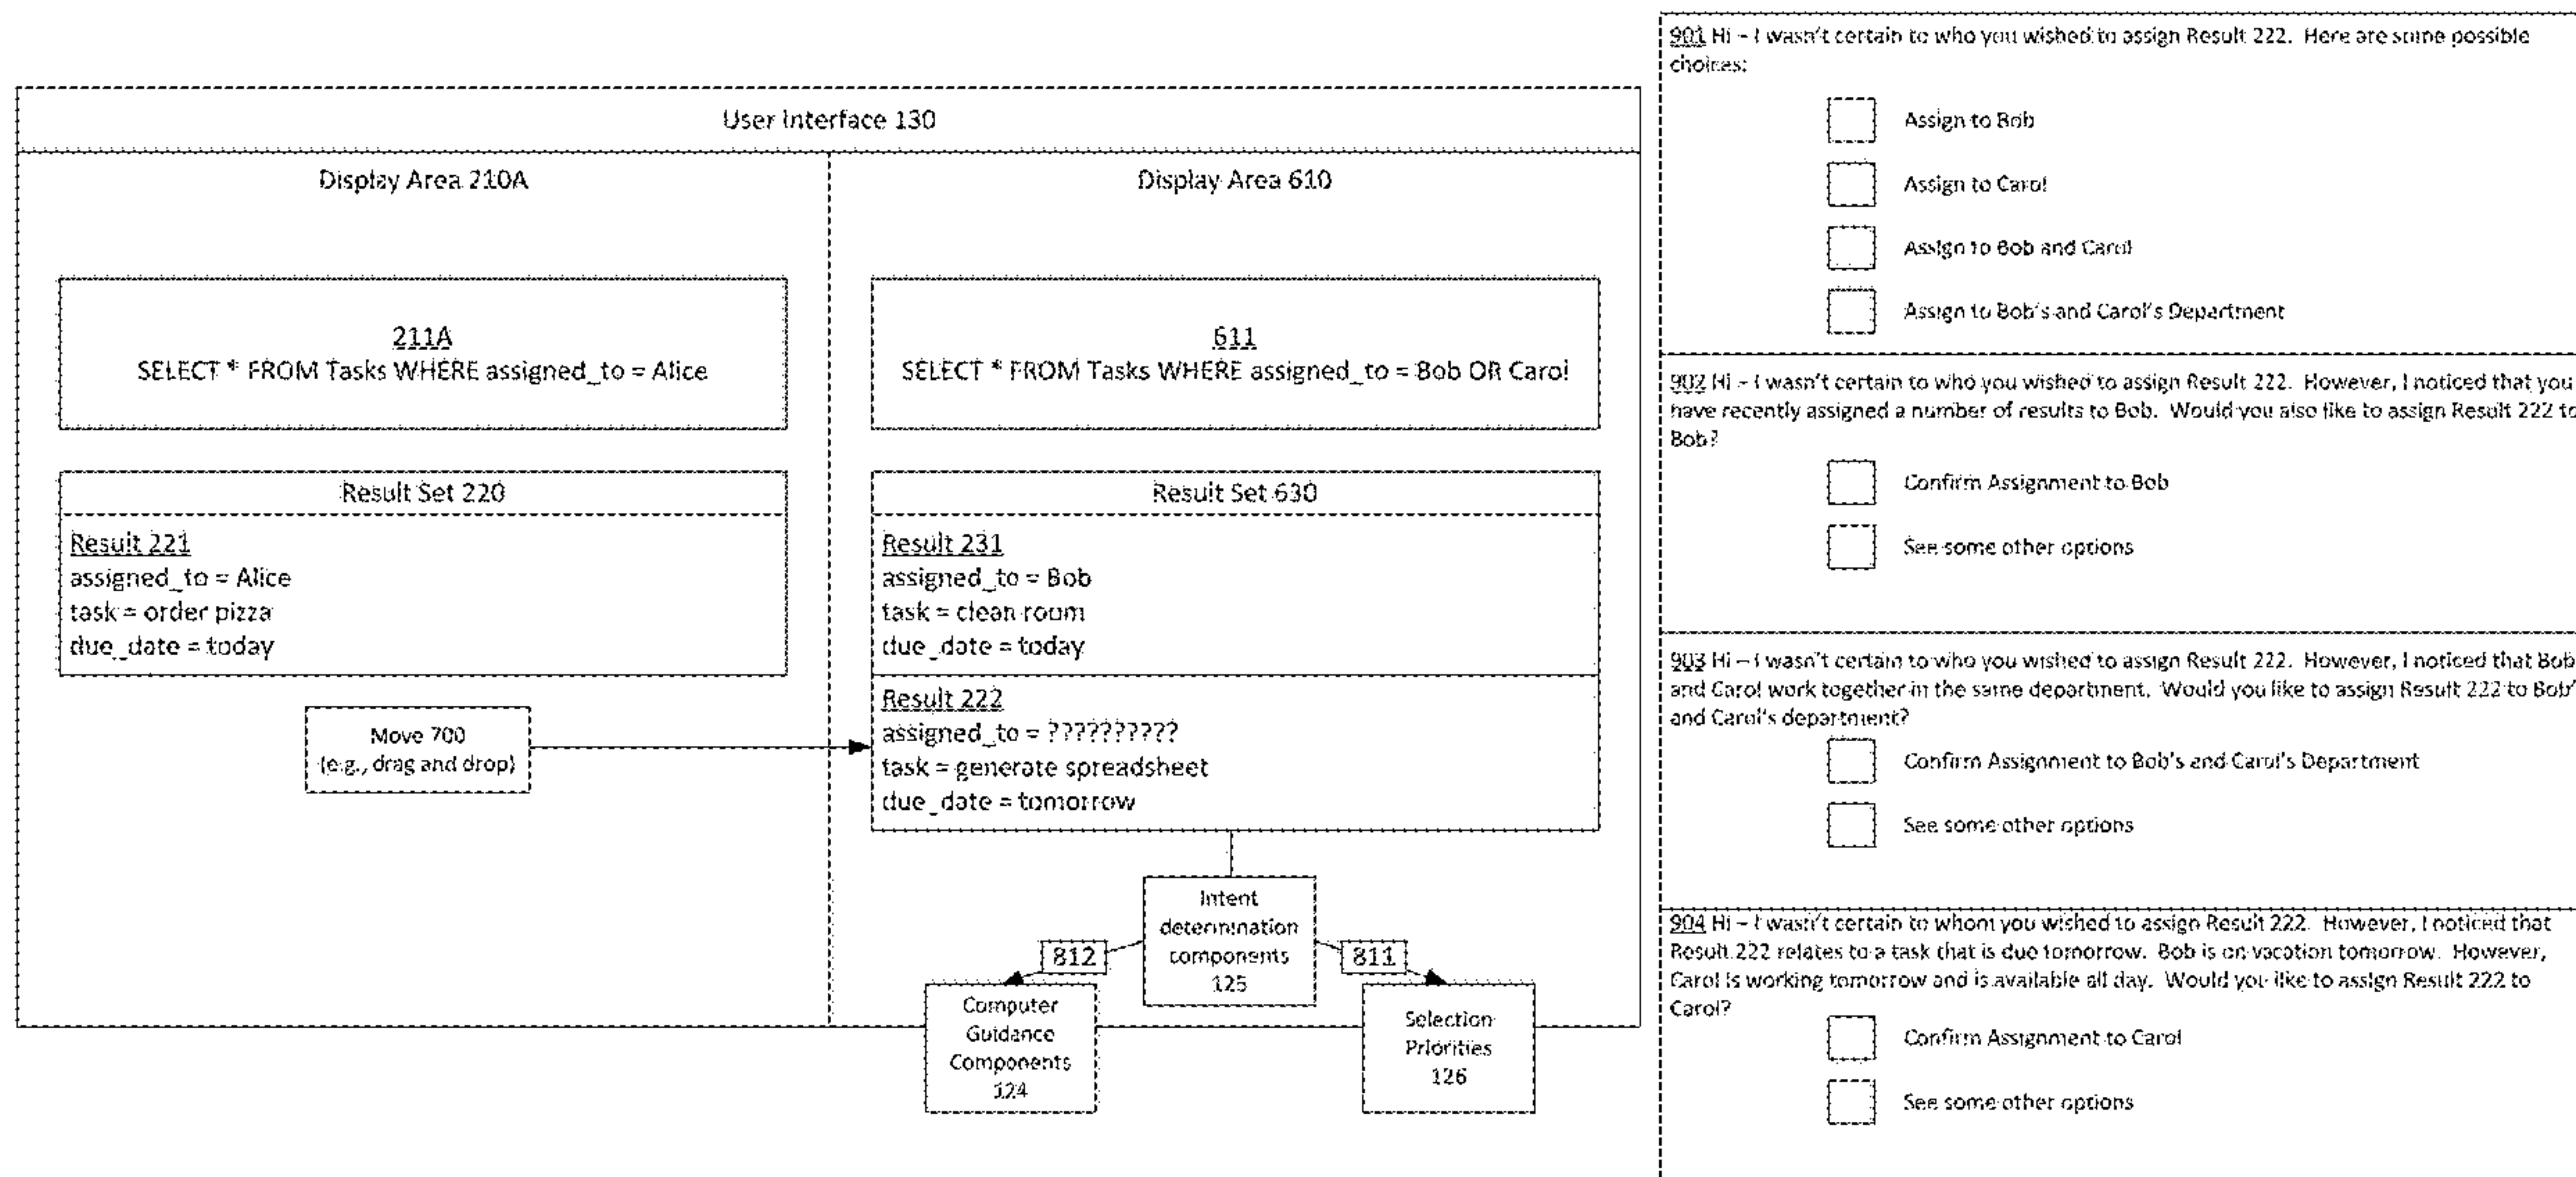 User Interface 130
Display Area 210A
211A
SELECT * FROM Tasks WHERE assigned_to = Alice
Result Set 220
Result 221
assigned_to = Alice
task = order pizza
due_date = today
Move 700
(e.g., drag and drop)
Display Area 610
611
SELECT * FROM Tasks WHERE assigned_to = Bob OR Carol
Result Set 630
Result 231
assigned_to = Bob
task = clean room
due_date = today
Result 222
assigned_to = ??????????
task = generate spreadsheet
due_date = tomorrow
Intent
determination
components
125
812
811
Computer
Guidance
Components
124
Selection
Priorities
126
901 Hi – I wasn't certain to who you wished to assign Result 222. Here are some possible
choices:
Assign to Bob
Assign to Carol
Assign to Bob and Carol
Assign to Bob's and Carol's Department
902 Hi – I wasn't certain to who you wished to assign Result 222. However, I noticed that you
have recently assigned a number of results to Bob. Would you also like to assign Result 222 to
Bob?
Confirm Assignment to Bob
See some other options
903 Hi – I wasn't certain to who you wished to assign Result 222. However, I noticed that Bob
and Carol work together in the same department. Would you like to assign Result 222 to Bob'
and Carol's department?
Confirm Assignment to Bob's and Carol's Department
See some other options
904 Hi – I wasn't certain to whom you wished to assign Result 222. However, I noticed that
Result 222 relates to a task that is due tomorrow. Bob is on vacation tomorrow. However,
Carol is working tomorrow and is available all day. Would you like to assign Result 222 to
Carol?
Confirm Assignment to Carol
See some other options